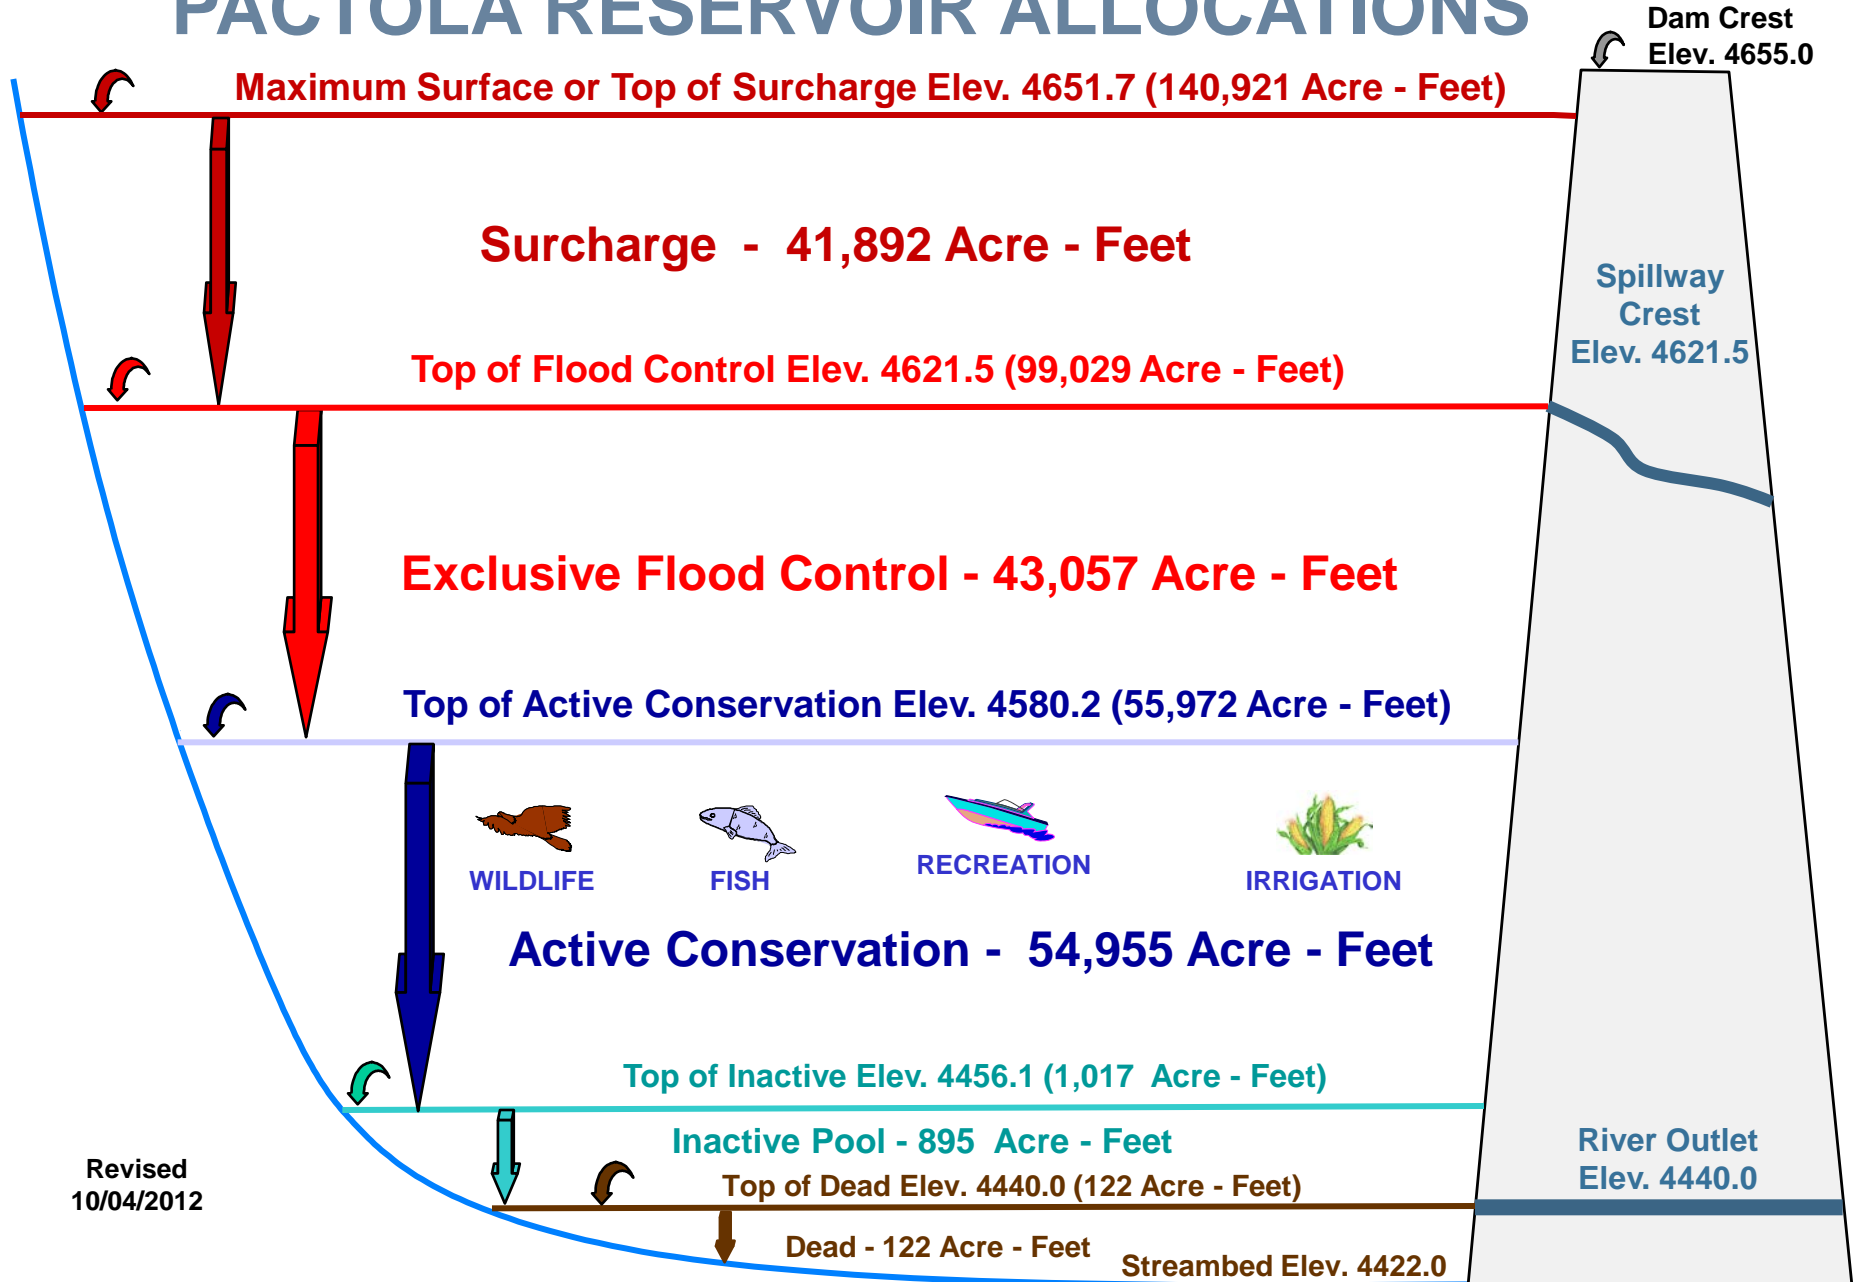 PACTOLA RESERVOIR ALLOCATIONS
Dam Crest
Elev. 4655.0
Maximum Surface or Top of Surcharge Elev. 4651.7 (140,921 Acre - Feet)
Surcharge - 41,892 Acre - Feet
Spillway
Crest
Elev. 4621.5
Top of Flood Control Elev. 4621.5 (99,029 Acre - Feet)
Exclusive Flood Control - 43,057 Acre - Feet
Top of Active Conservation Elev. 4580.2 (55,972 Acre - Feet)
WILDLIFE
FISH
RECREATION
IRRIGATION
Active Conservation - 54,955 Acre - Feet
Top of Inactive Elev. 4456.1 (1,017 Acre - Feet)
Inactive Pool - 895 Acre - Feet
River Outlet
Elev. 4440.0
Revised
10/04/2012
Top of Dead Elev. 4440.0 (122 Acre - Feet)
Dead - 122 Acre - Feet
Streambed Elev. 4422.0